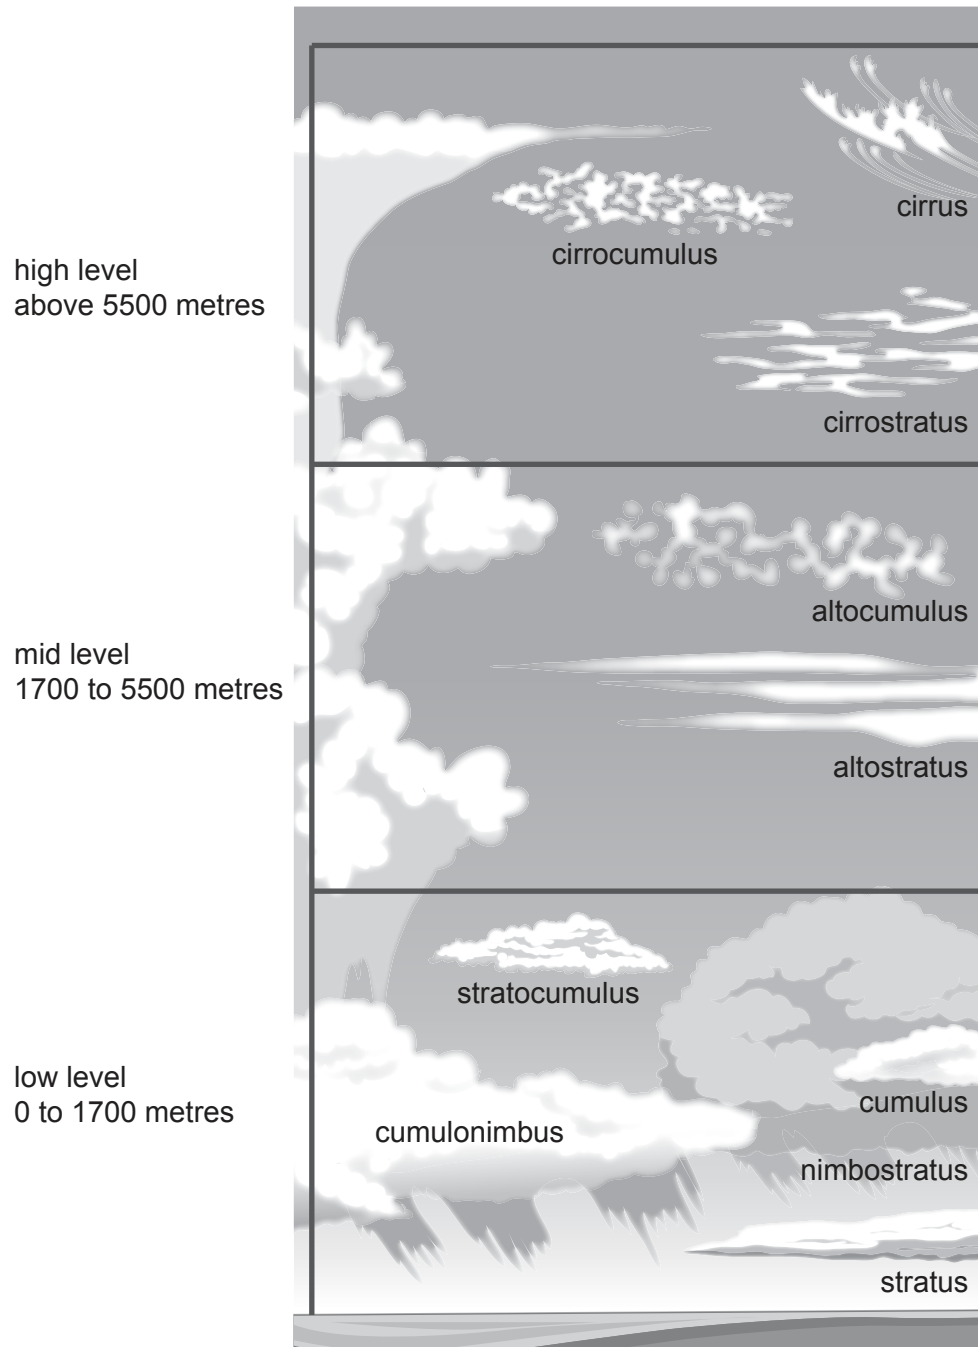 cirrus
cirrocumulus
high level
above 5500 metres
cirrostratus
altocumulus
mid level
1700 to 5500 metres
altostratus
stratocumulus
low level
0 to 1700 metres
cumulus
cumulonimbus
nimbostratus
stratus